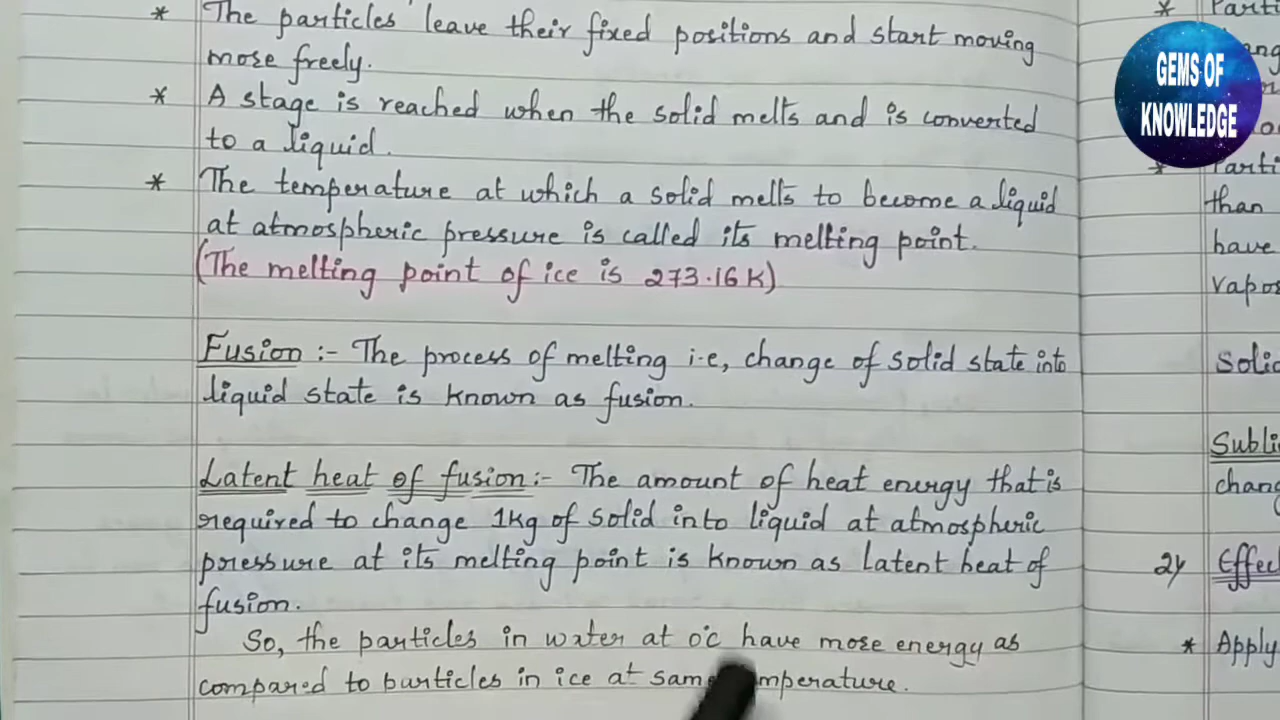 * The particles leave their fixed positions and start moving
more freely.
* A stage is reached when the solid melts and is converted
to a liquid.
* The temperature at which a solid melts to become a liquid
at atmospheric pressure is called its melting point.
(The melting point of ice is 273.16K)
Fusion :- The process of melting i.e, change of solid state into
liquid state is known as fusion.
Latent heat of fusion:- The amount of heat energy that is
required to change 1Kg of solid into liquid at atmospheric
pressure at its melting point is known as latent heat of
fusion.
So, the particles in water at 0°C have more energy as
compared to particles in ice at same temperature.
GEMS OF
KNOWLEDGE
* Parti
* Parti
than
have
vapo
Solid
Subli
chang
2) Effec
* Apply